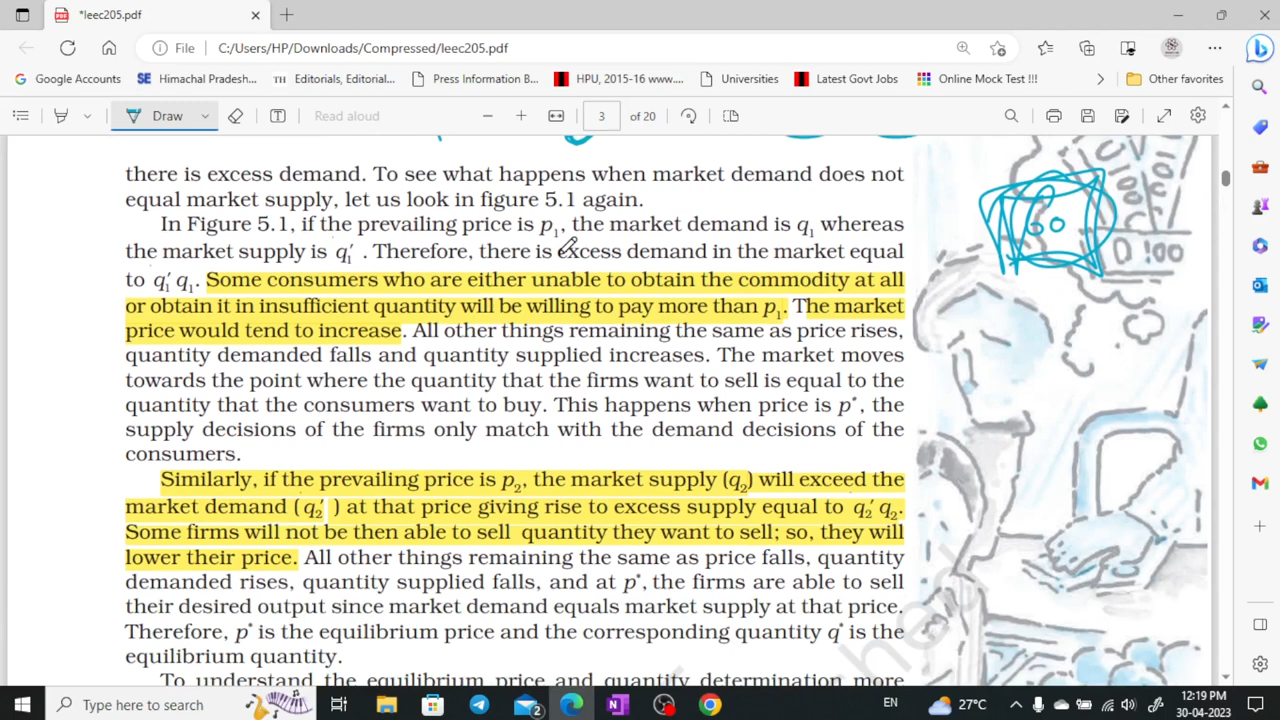 *leec205.pdf
File C:/Users/HP/Downloads/Compressed/leec205.pdf
Google Accounts SE Himachal Pradesh... TH Editorials, Editorial... Press Information B... HPU, 2015-16 www.... Universities Latest Govt Jobs Online Mock Test !!! Other favorites
Draw Read aloud 3 of 20
there is excess demand. To see what happens when market demand does not
equal market supply, let us look in figure 5.1 again.
In Figure 5.1, if the prevailing price is p₁, the market demand is q₁ whereas
the market supply is q₁′ . Therefore, there is excess demand in the market equal
to q₁′ q₁. Some consumers who are either unable to obtain the commodity at all
or obtain it in insufficient quantity will be willing to pay more than p₁. The market
price would tend to increase. All other things remaining the same as price rises,
quantity demanded falls and quantity supplied increases. The market moves
towards the point where the quantity that the firms want to sell is equal to the
quantity that the consumers want to buy. This happens when price is p*, the
supply decisions of the firms only match with the demand decisions of the
consumers.
Similarly, if the prevailing price is p₂, the market supply (q₂) will exceed the
market demand ( q₂′ ) at that price giving rise to excess supply equal to q₂′ q₂.
Some firms will not be then able to sell quantity they want to sell; so, they will
lower their price. All other things remaining the same as price falls, quantity
demanded rises, quantity supplied falls, and at p*, the firms are able to sell
their desired output since market demand equals market supply at that price.
Therefore, p* is the equilibrium price and the corresponding quantity q* is the
equilibrium quantity.
To understand the equilibrium price and quantity determination more
60
Type here to search
2
EN
27°C
12:19 PM
30-04-2023